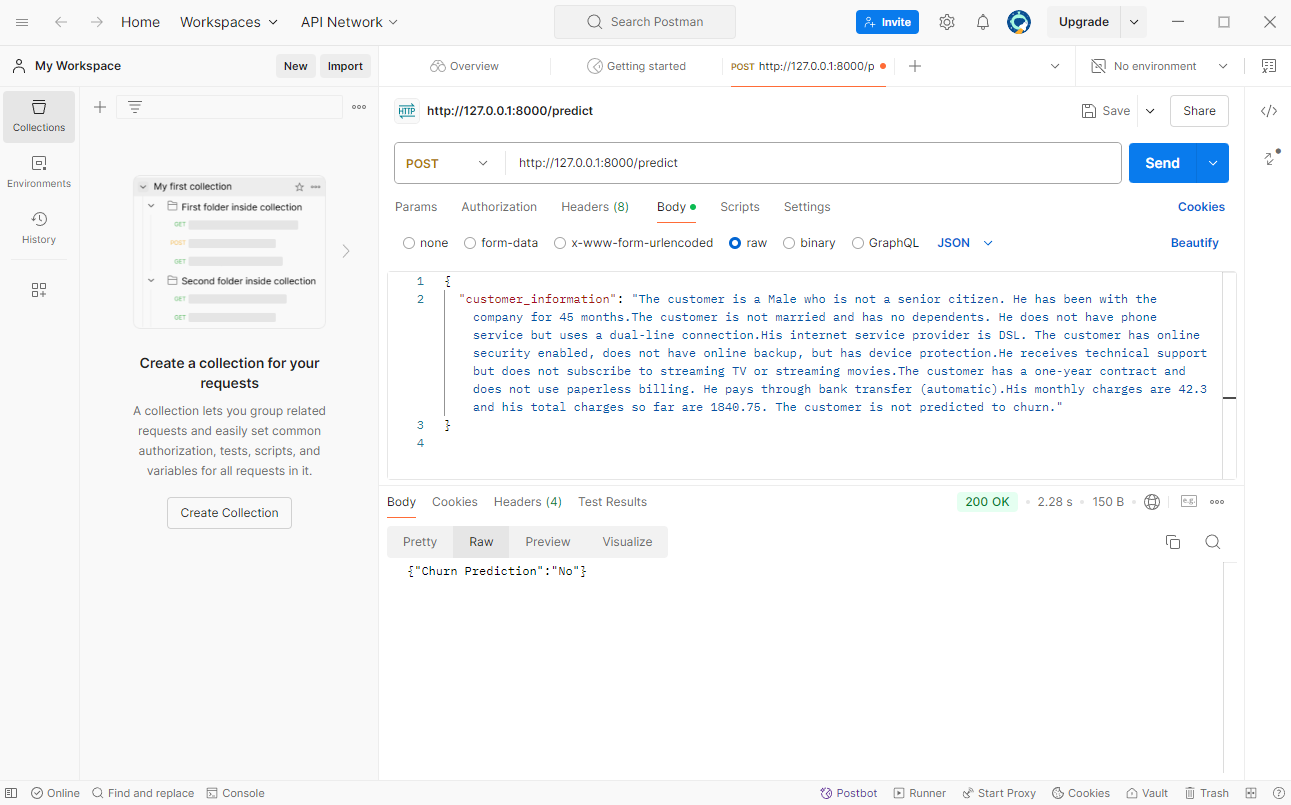 Home
Workspaces
API Network
Search Postman
Invite
Upgrade
My Workspace
New
Import
Overview
Getting started
POST http://127.0.0.1:8000/p
No environment
Collections
Environments
History
My first collection
First folder inside collection
GET
POST
GET
Second folder inside collection
GET
GET
Create a collection for your
requests
A collection lets you group related
requests and easily set common
authorization, tests, scripts, and
variables for all requests in it.
Create Collection
HTTP http://127.0.0.1:8000/predict
Save
Share
POST
http://127.0.0.1:8000/predict
Send
Params
Authorization
Headers (8)
Body
Scripts
Settings
Cookies
none
form-data
x-www-form-urlencoded
raw
binary
GraphQL
JSON
Beautify
1 {
2 "customer_information": "The customer is a Male who is not a senior citizen. He has been with the
company for 45 months.The customer is not married and has no dependents. He does not have phone
service but uses a dual-line connection.His internet service provider is DSL. The customer has online
security enabled, does not have online backup, but has device protection.He receives technical support
but does not subscribe to streaming TV or streaming movies.The customer has a one-year contract and
does not use paperless billing. He pays through bank transfer (automatic).His monthly charges are 42.3
and his total charges so far are 1840.75. The customer is not predicted to churn."
3 }
4
Body
Cookies
Headers (4)
Test Results
200 OK
2.28 s
150 B
e.g.
Pretty
Raw
Preview
Visualize
{"Churn Prediction":"No"}
Online
Find and replace
Console
Postbot
Runner
Start Proxy
Cookies
Vault
Trash